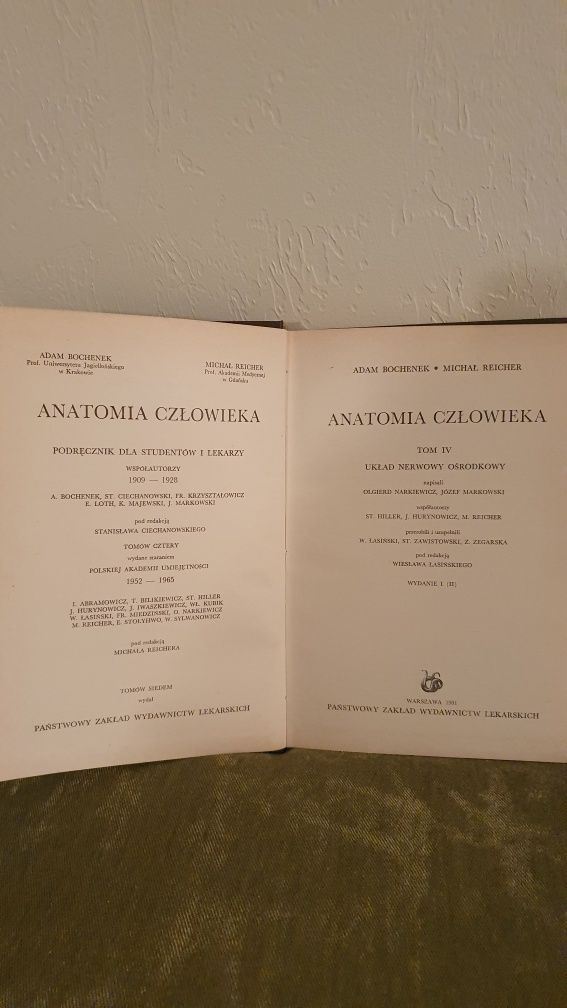 ADAM BOCHENEK
Prof. Uniwersytetu Jagiellońskiego
w Krakowie
MICHAŁ REICHER
Prof. Akademii Medycznej
w Gdańsku
ANATOMIA CZŁOWIEKA
PODRĘCZNIK DLA STUDENTÓW I LEKARZY
WSPÓŁAUTORZY
1909 — 1928
A. BOCHENEK, ST. CIECHANOWSKI, FR. KRZYSZTAŁOWICZ
E. LOTH, K. MAJEWSKI, J. MARKOWSKI
pod redakcją
STANISŁAWA CIECHANOWSKIEGO
TOMÓW CZTERY
wydane staraniem
POLSKIEJ AKADEMII UMIEJĘTNOŚCI
1952 — 1965
I. ABRAMOWICZ, T. BILIKIEWICZ, ST. HILLER
J. HURYNOWICZ, J. IWASZKIEWICZ, WŁ. KUBIK
W. ŁASIŃSKI, FR. MIEDZIŃSKI, O. NARKIEWICZ
M. REICHER, E. STOŁYHWO, W. SYLWANOWICZ
pod redakcją
MICHAŁA REICHERA
TOMÓW SIEDEM
wydał
PAŃSTWOWY ZAKŁAD WYDAWNICTW LEKARSKICH
ADAM BOCHENEK • MICHAŁ REICHER
ANATOMIA CZŁOWIEKA
TOM IV
UKŁAD NERWOWY OŚRODKOWY
napisali
OLGIERD NARKIEWICZ, JÓZEF MARKOWSKI
współautorzy
ST. HILLER, J. HURYNOWICZ, M. REICHER
przerobili i uzupełnili
W. ŁASIŃSKI, ST. ZAWISTOWSKI, Z. ZEGARSKA
pod redakcją
WIESŁAWA ŁASIŃSKIEGO
WYDANIE I (II)
WARSZAWA 1981
PAŃSTWOWY ZAKŁAD WYDAWNICTW LEKARSKICH